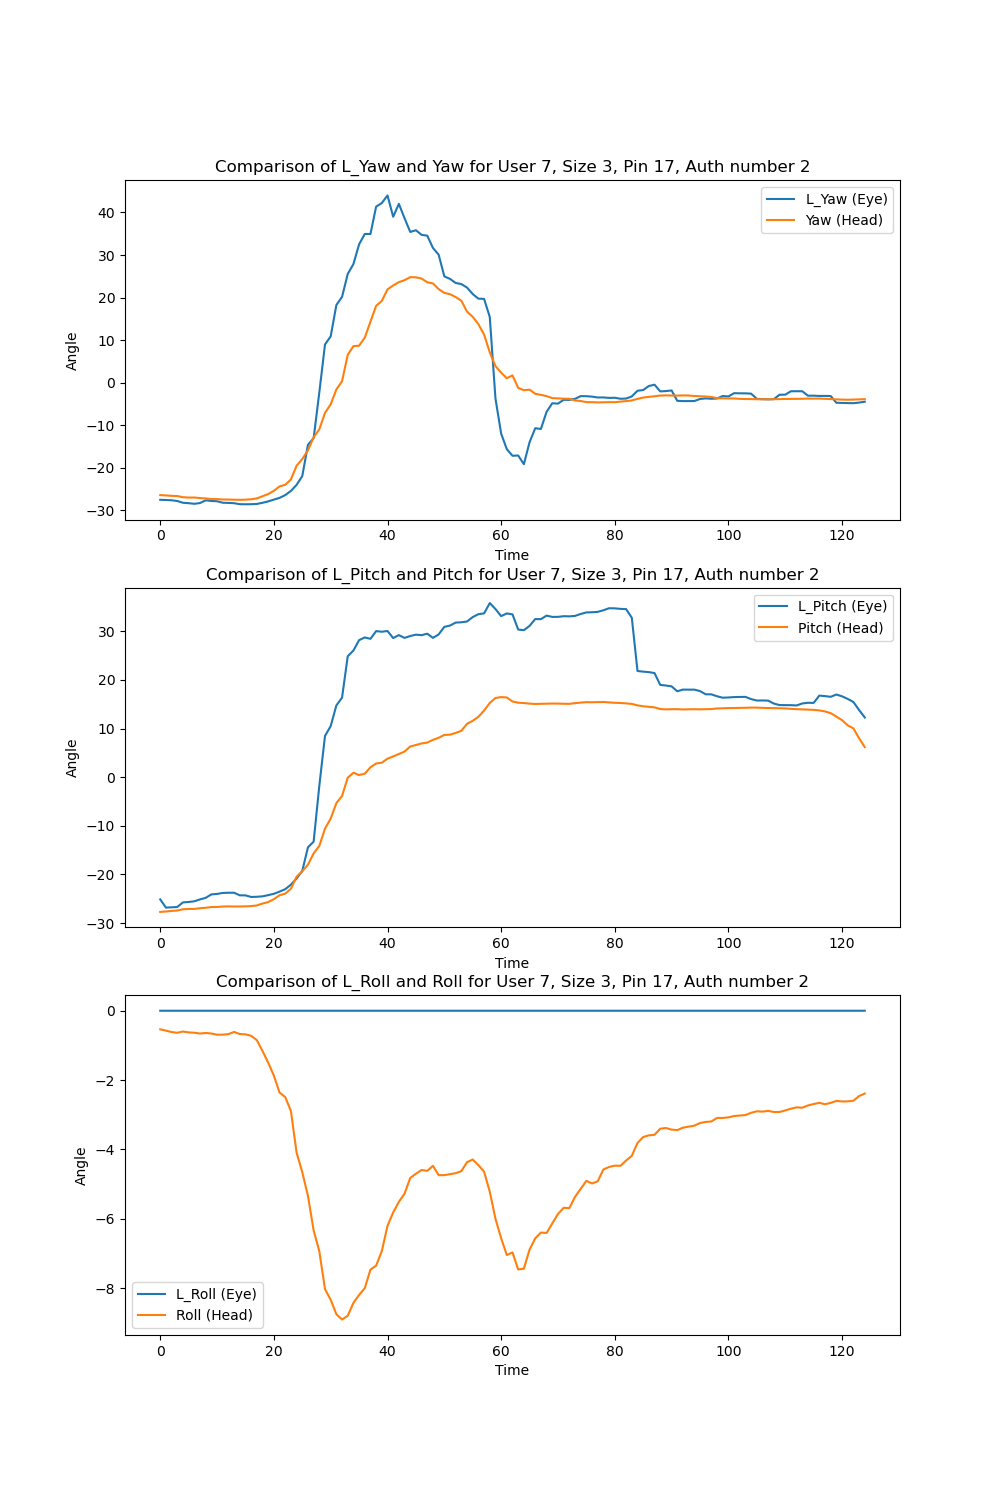 Comparison of L_Yaw and Yaw for User 7, Size 3, Pin 17, Auth number 2
L_Yaw (Eye)
Yaw (Head)
Angle
40
30
20
10
0
−10
−20
−30
0 20 40 60 80 100 120
Time
Comparison of L_Pitch and Pitch for User 7, Size 3, Pin 17, Auth number 2
L_Pitch (Eye)
Pitch (Head)
Angle
30
20
10
0
−10
−20
−30
0 20 40 60 80 100 120
Time
Comparison of L_Roll and Roll for User 7, Size 3, Pin 17, Auth number 2
Angle
0
−2
−4
−6
−8
L_Roll (Eye)
Roll (Head)
0 20 40 60 80 100 120
Time